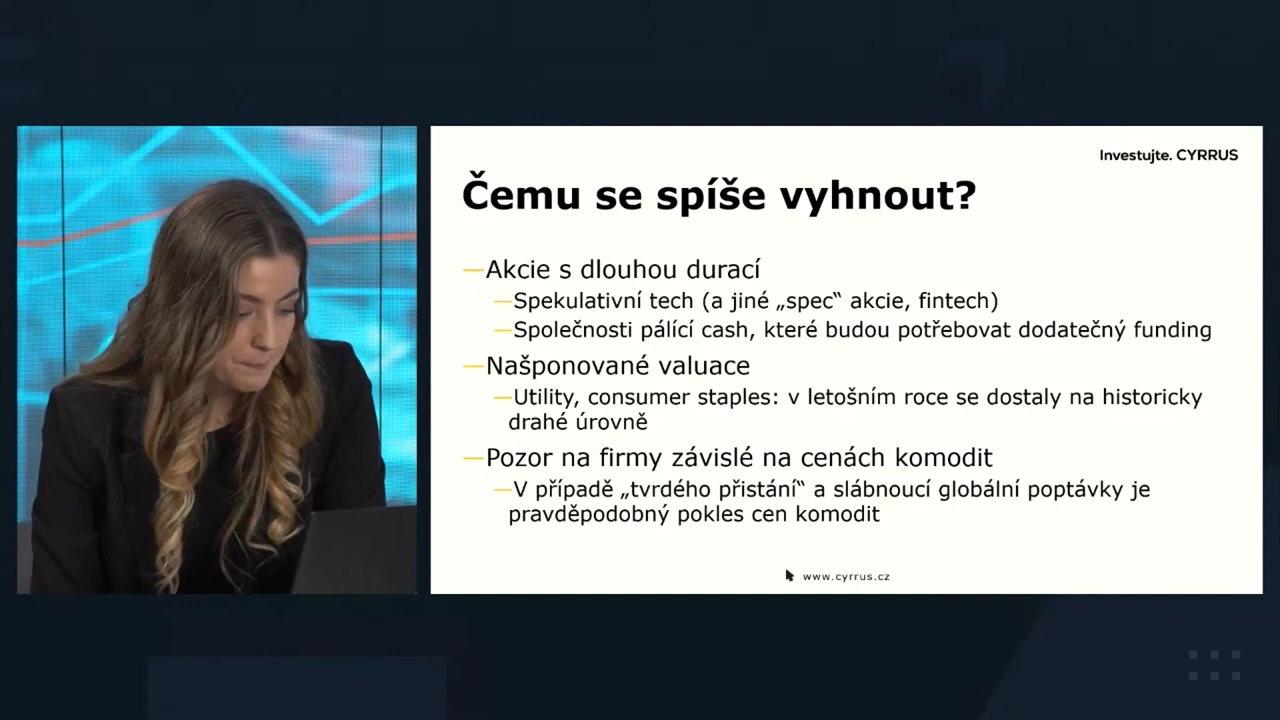 Investujte. CYRRUS
Čemu se spíše vyhnout?
—Akcie s dlouhou durací
—Spekulativní tech (a jiné „spec“ akcie, fintech)
—Společnosti pálící cash, které budou potřebovat dodatečný funding
—Našponované valuace
—Utility, consumer staples: v letošním roce se dostaly na historicky
drahé úrovně
—Pozor na firmy závislé na cenách komodit
—V případě „tvrdého přistání“ a slábnoucí globální poptávky je
pravděpodobný pokles cen komodit
www.cyrrus.cz